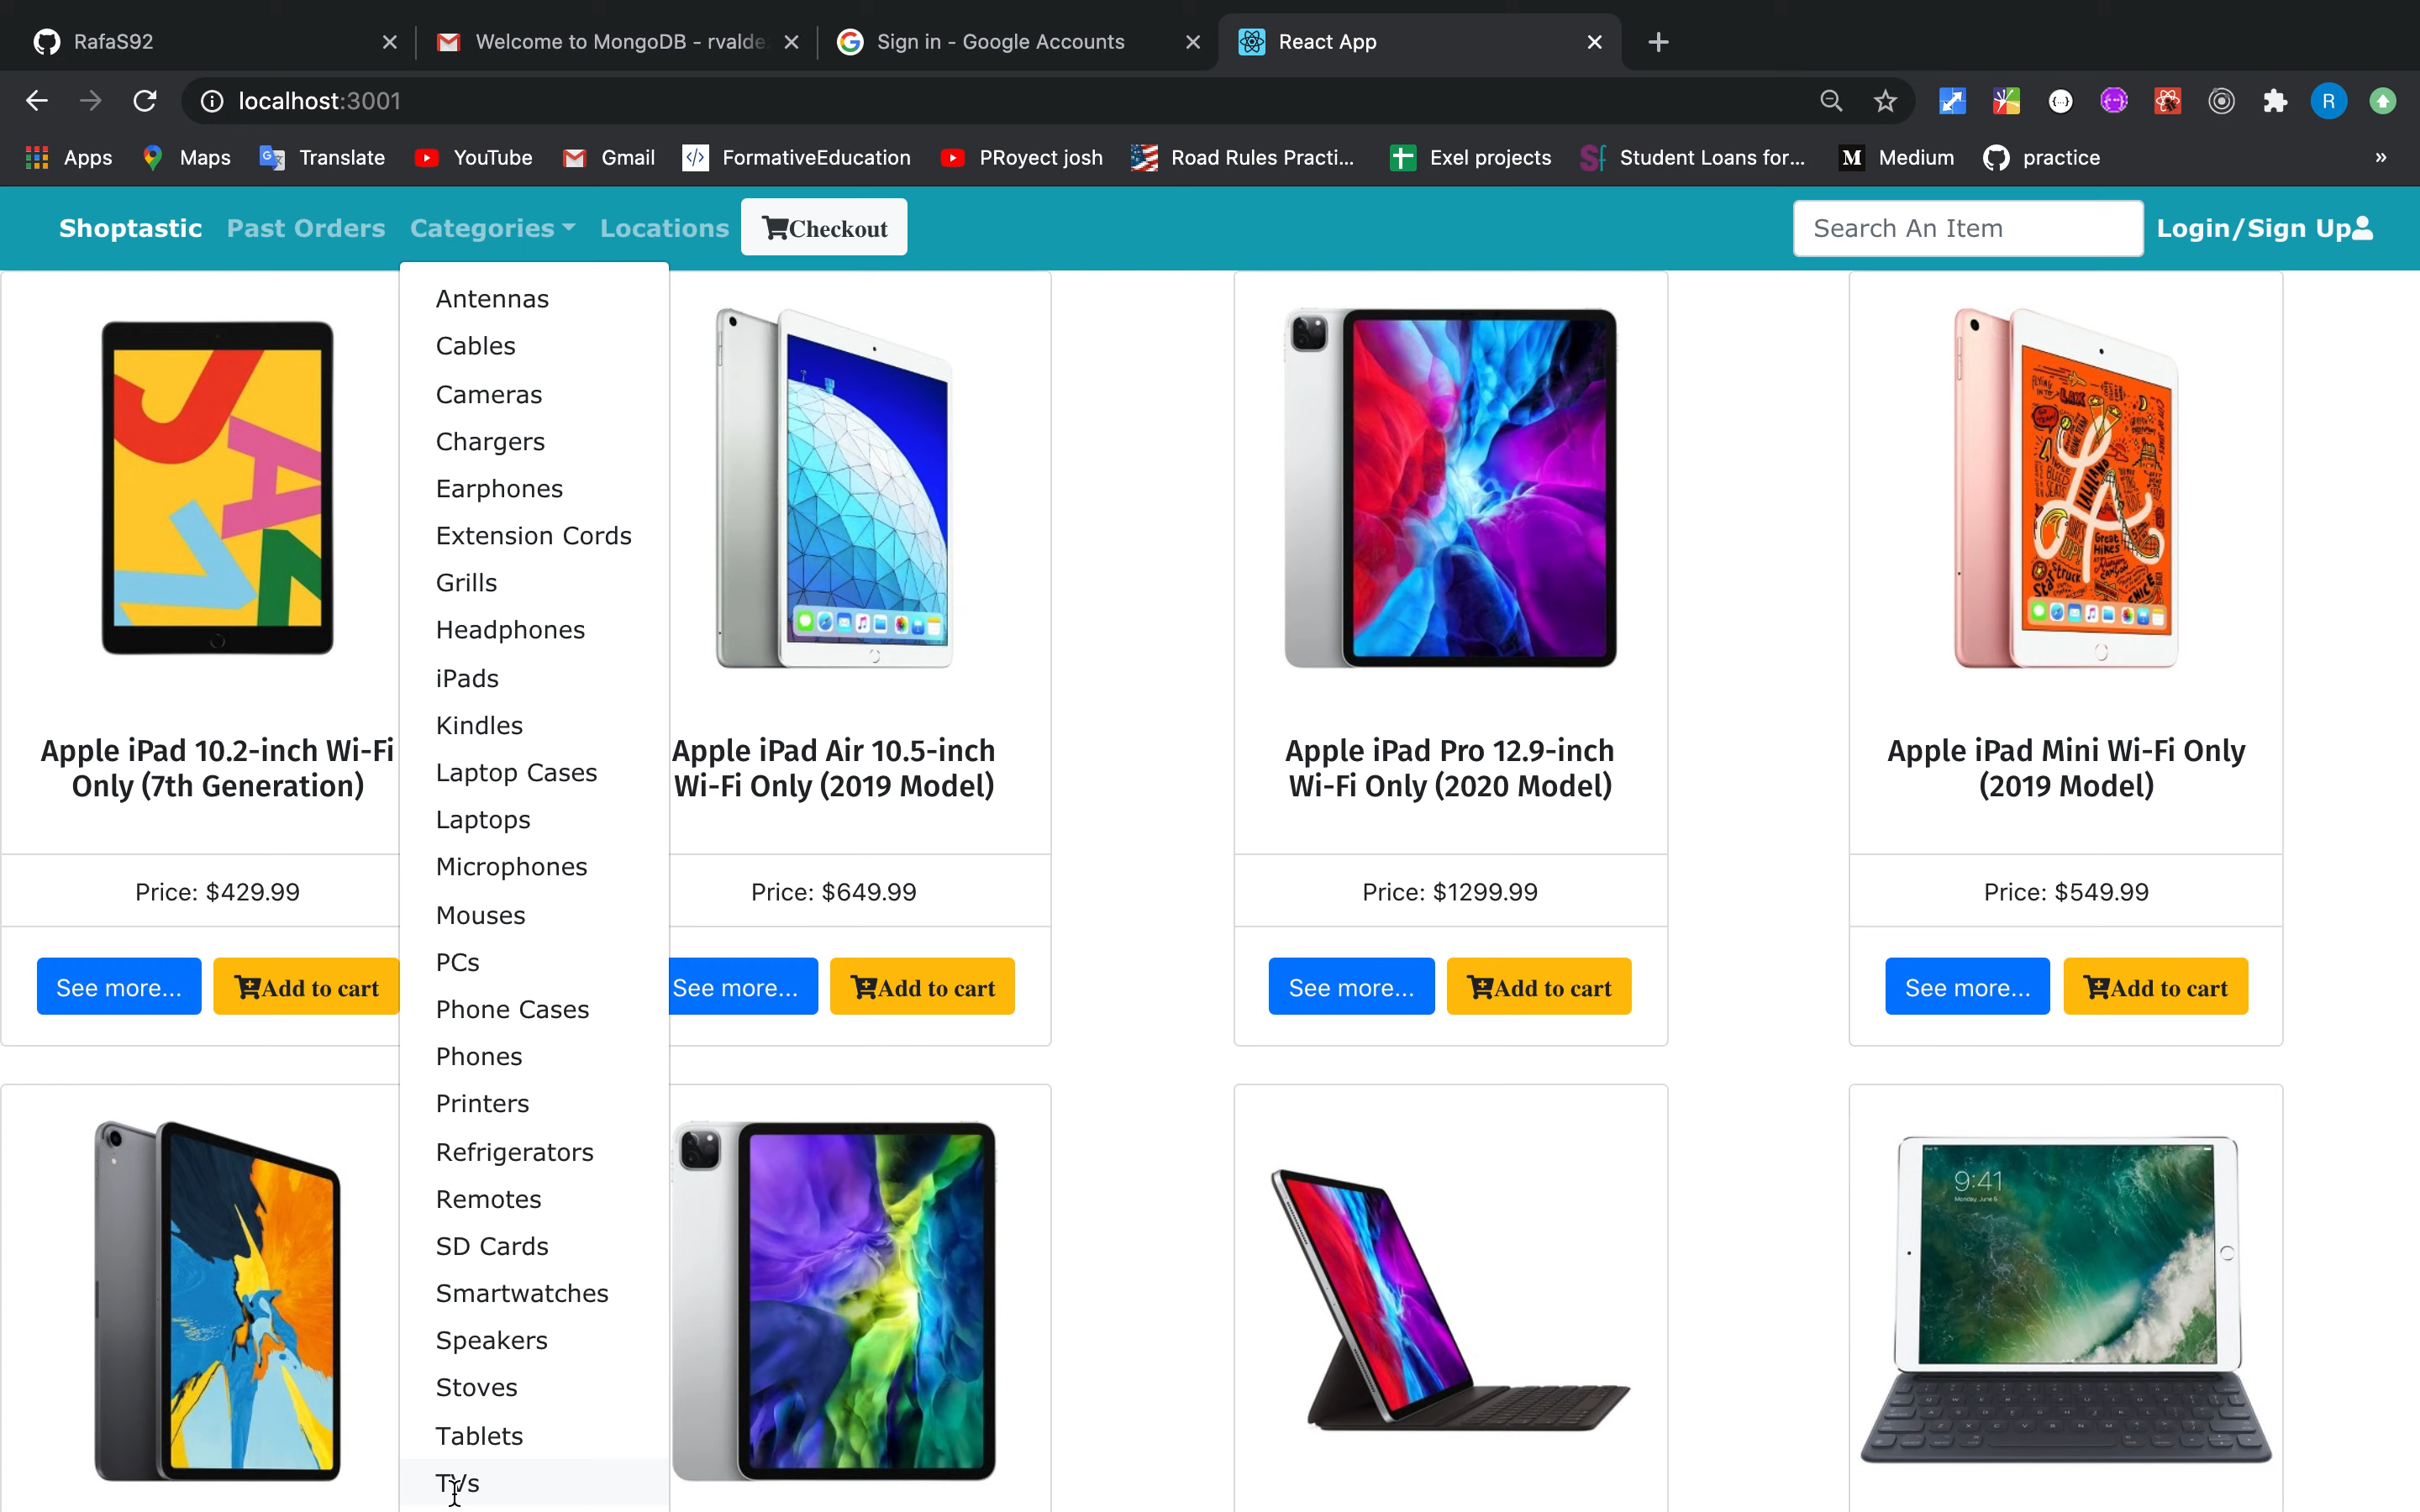 RafaS92
Welcome to MongoDB - rvalde
Sign in - Google Accounts
React App
localhost:3001
R
Apps
Maps
Translate
YouTube
Gmail
FormativeEducation
PRoyect josh
Road Rules Practi...
Exel projects
Student Loans for...
Medium
practice
»
Shoptastic
Past Orders
Categories
Locations
Checkout
Search An Item
Login/Sign Up
Antennas
Cables
Cameras
Chargers
Earphones
Extension Cords
Grills
Headphones
iPads
Kindles
Laptop Cases
Laptops
Microphones
Mouses
PCs
Phone Cases
Phones
Printers
Refrigerators
Remotes
SD Cards
Smartwatches
Speakers
Stoves
Tablets
TVs
Apple iPad 10.2-inch Wi-Fi
Only (7th Generation)
Price: $429.99
See more...
Add to cart
Apple iPad Air 10.5-inch
Wi-Fi Only (2019 Model)
Price: $649.99
See more...
Add to cart
Apple iPad Pro 12.9-inch
Wi-Fi Only (2020 Model)
Price: $1299.99
See more...
Add to cart
Apple iPad Mini Wi-Fi Only
(2019 Model)
Price: $549.99
See more...
Add to cart
9:41